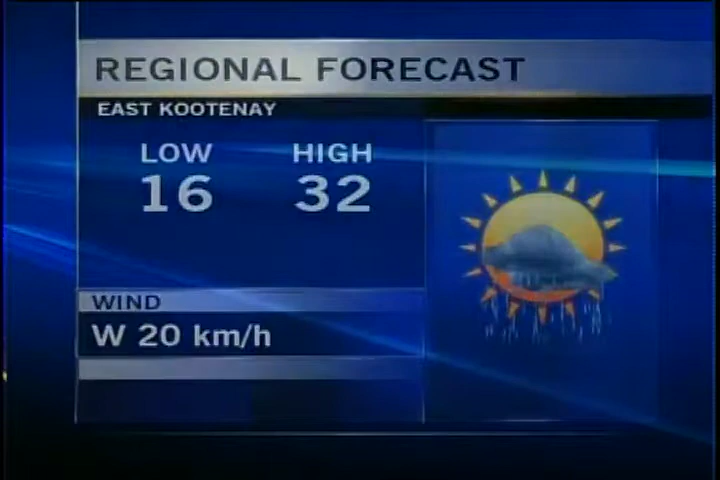 REGIONAL FORECAST
EAST KOOTENAY
LOW HIGH
16 32
WIND
W 20 km/h